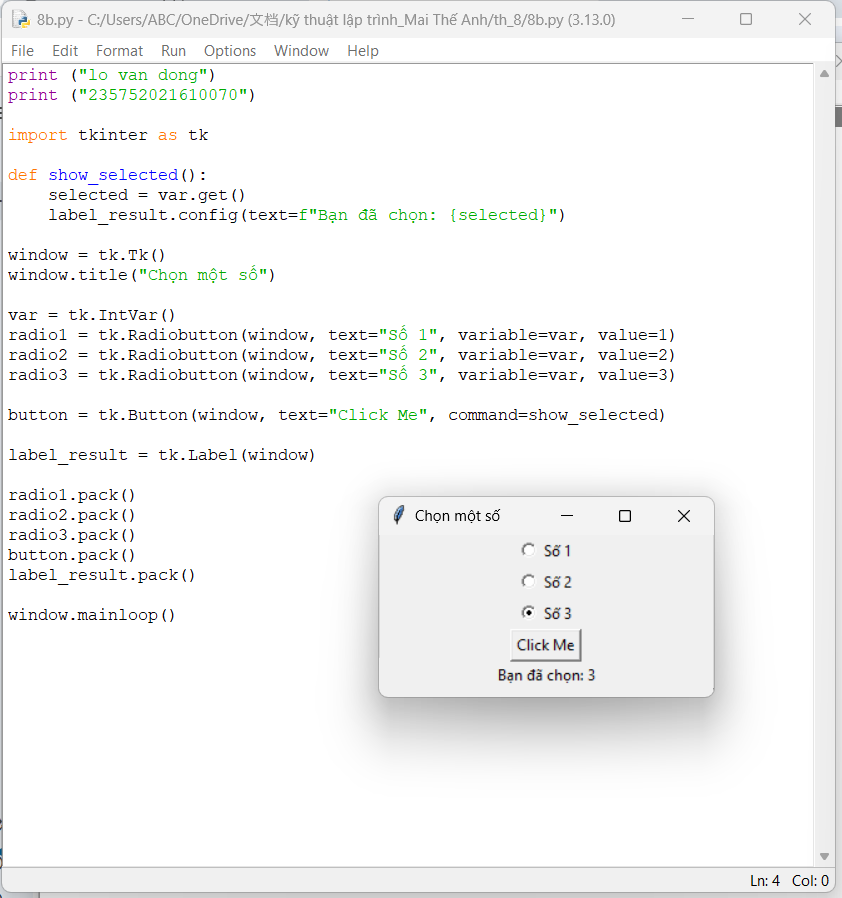 8b.py - C:/Users/ABC/OneDrive/文档/kỹ thuật lập trình_Mai Thế Anh/th_8/8b.py (3.13.0)
File Edit Format Run Options Window Help
print ("lo van dong")
print ("235752021610070")
import tkinter as tk
def show_selected():
    selected = var.get()
    label_result.config(text=f"Bạn đã chọn: {selected}")
window = tk.Tk()
window.title("Chọn một số")
var = tk.IntVar()
radio1 = tk.Radiobutton(window, text="Số 1", variable=var, value=1)
radio2 = tk.Radiobutton(window, text="Số 2", variable=var, value=2)
radio3 = tk.Radiobutton(window, text="Số 3", variable=var, value=3)
button = tk.Button(window, text="Click Me", command=show_selected)
label_result = tk.Label(window)
radio1.pack()
radio2.pack()
radio3.pack()
button.pack()
label_result.pack()
window.mainloop()
Chọn một số
Số 1
Số 2
Số 3
Click Me
Bạn đã chọn: 3
Ln: 4 Col: 0